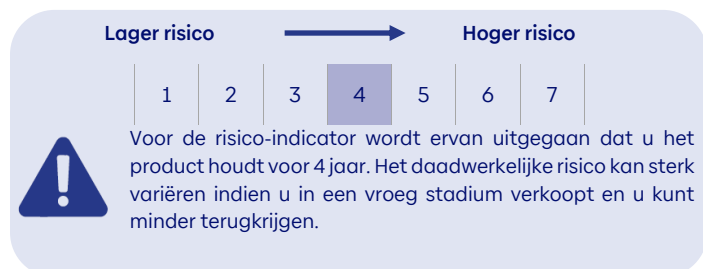 Lager risico Hoger risico
1 2 3 4 5 6 7
Voor de risico-indicator wordt ervan uitgegaan dat u het
product houdt voor 4 jaar. Het daadwerkelijke risico kan sterk
variëren indien u in een vroeg stadium verkoopt en u kunt
minder terugkrijgen.